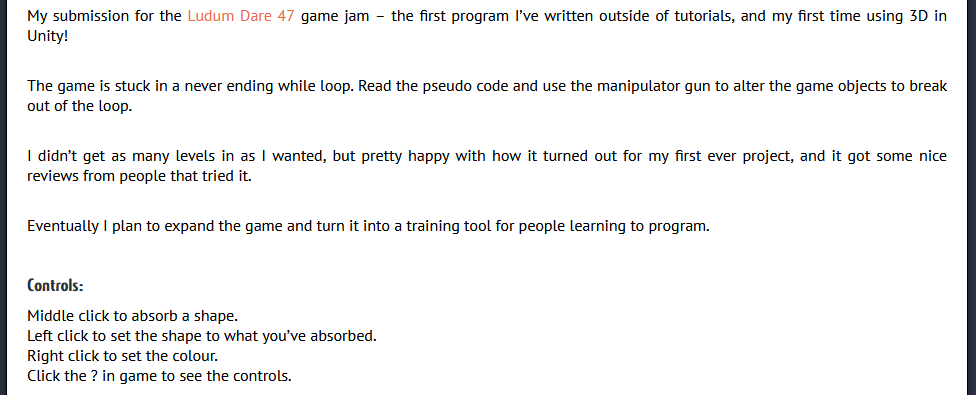 My submission for the Ludum Dare 47 game jam – the first program I’ve written outside of tutorials, and my first time using 3D in
Unity!
The game is stuck in a never ending while loop. Read the pseudo code and use the manipulator gun to alter the game objects to break
out of the loop.
I didn’t get as many levels in as I wanted, but pretty happy with how it turned out for my first ever project, and it got some nice
reviews from people that tried it.
Eventually I plan to expand the game and turn it into a training tool for people learning to program.
Controls:
Middle click to absorb a shape.
Left click to set the shape to what you’ve absorbed.
Right click to set the colour.
Click the ? in game to see the controls.